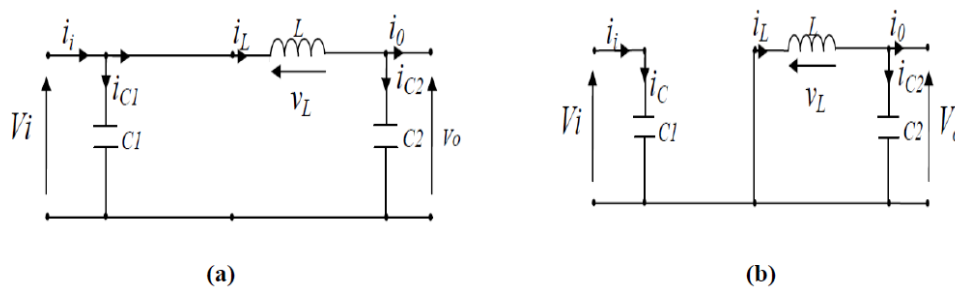 i_i i_L L i_0
i_C1 v_L i_C2
Vi C1 C2 v_o
(a)
i_i i_L L i_0
i_C v_L i_C2
Vi C1 C2
(b)